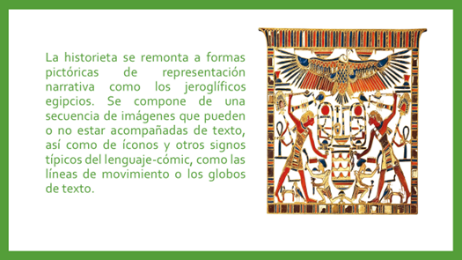 La historieta se remonta a formas
pictóricas de representación
narrativa como los jeroglíficos
egipcios. Se compone de una
secuencia de imágenes que pueden
o no estar acompañadas de texto,
así como de íconos y otros signos
típicos del lenguaje-cómic, como las
líneas de movimiento o los globos
de texto.